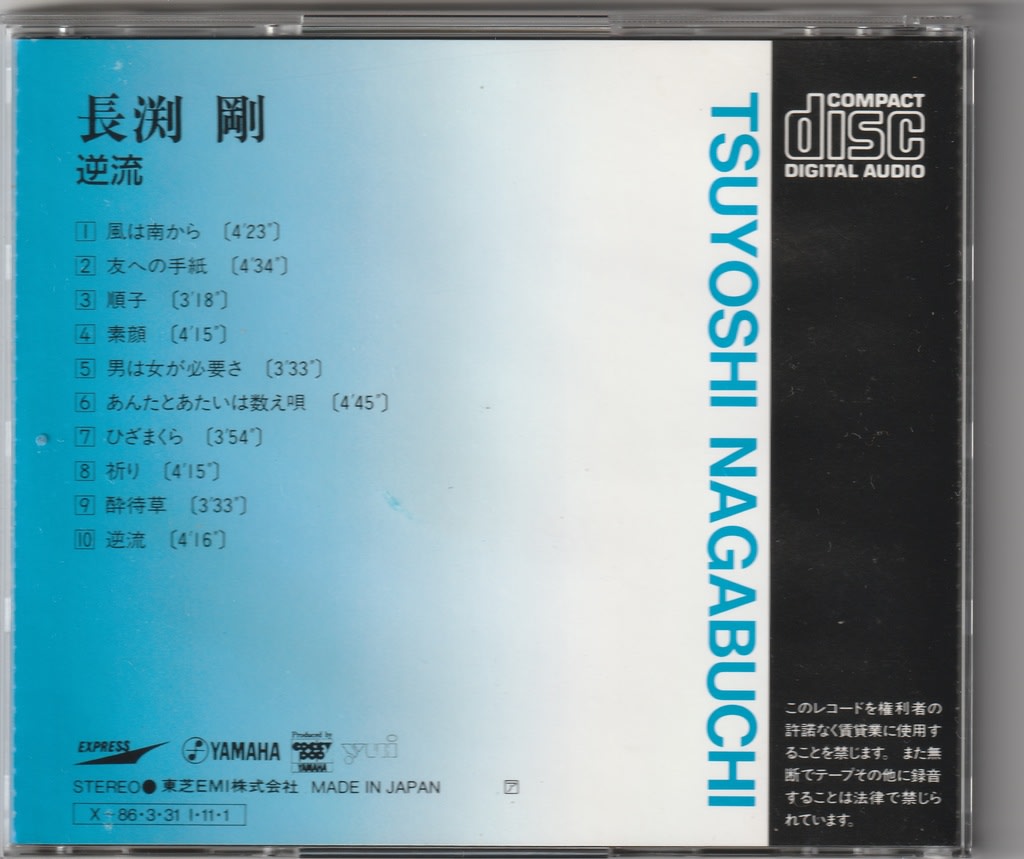 長渕 剛
逆流
1 風は南から 〔4'23"〕
2 友への手紙 〔4'34"〕
3 順子 〔3'18"〕
4 素顔 〔4'15"〕
5 男は女が必要さ 〔3'33"〕
6 あんたとあたいは数え唄 〔4'45"〕
7 ひざまくら 〔3'54"〕
8 祈り 〔4'15"〕
9 酔待草 〔3'33"〕
10 逆流 〔4'16"〕
EXPRESS
YAMAHA
Produced by
YAMAHA
yui
STEREO● 東芝EMI株式会社 MADE IN JAPAN ア
X-86・3・31 I・11・1
TSUYOSHI NAGABUCHI
COMPACT
disc
DIGITAL AUDIO
このレコードを権利者の
許諾なく賃貸業に使用す
ることを禁じます。また無
断でテープその他に録音
することは法律で禁じら
れています。